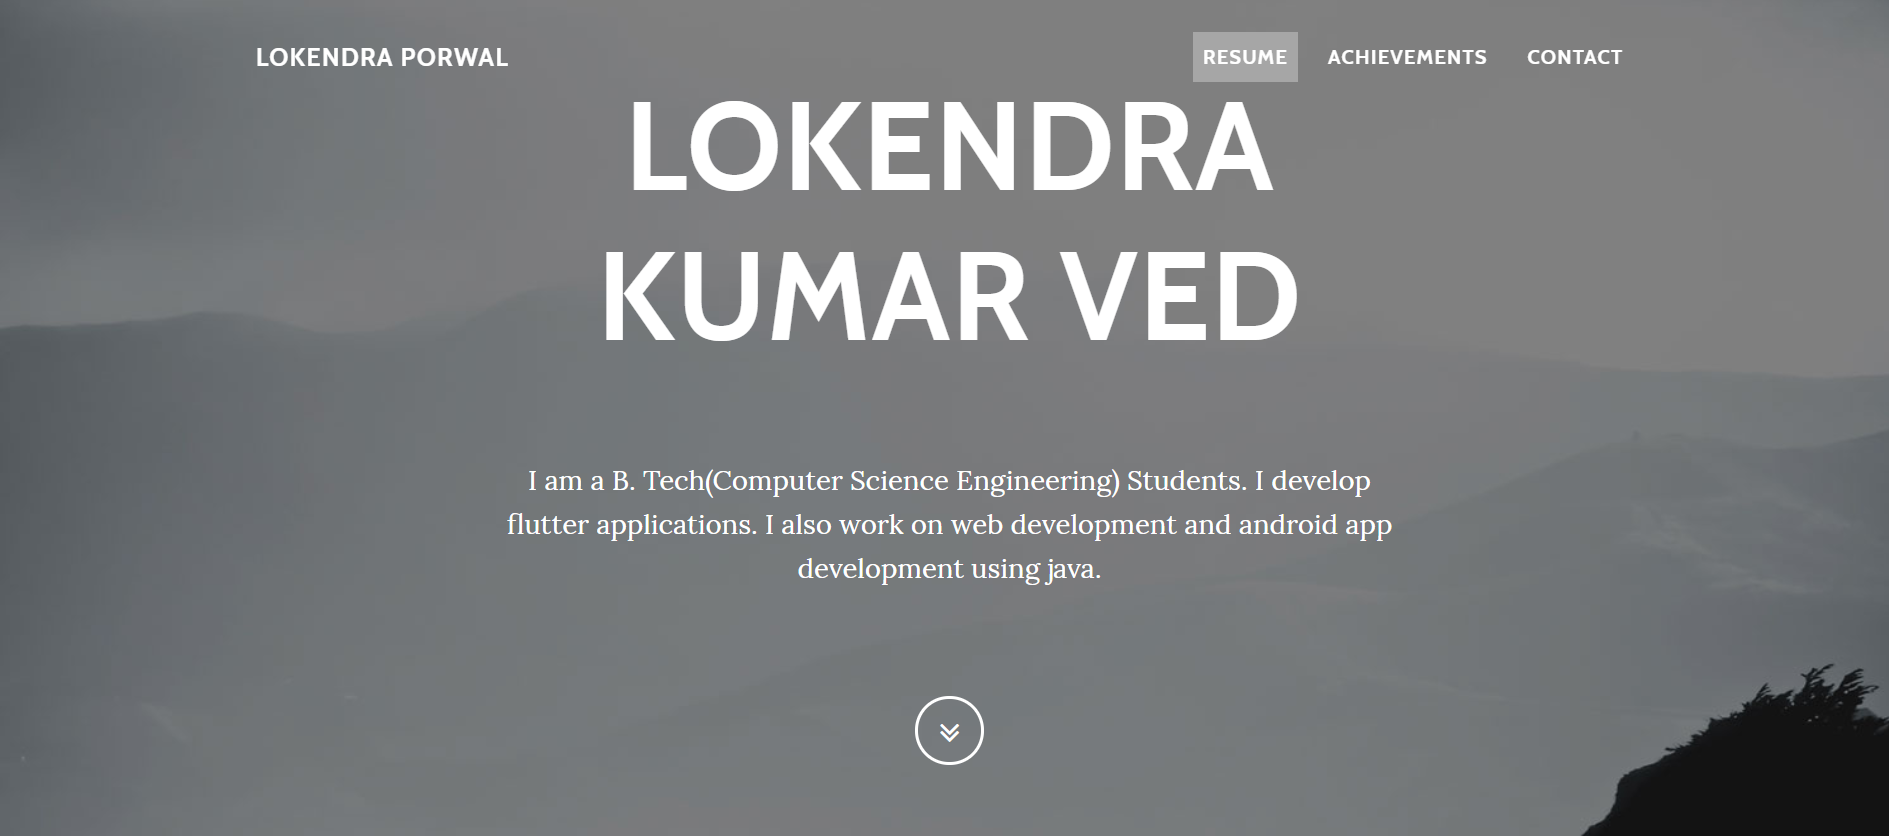 LOKENDRA PORWAL
RESUME ACHIEVEMENTS CONTACT
LOKENDRA
KUMAR VED
I am a B. Tech(Computer Science Engineering) Students. I develop
flutter applications. I also work on web development and android app
development using java.